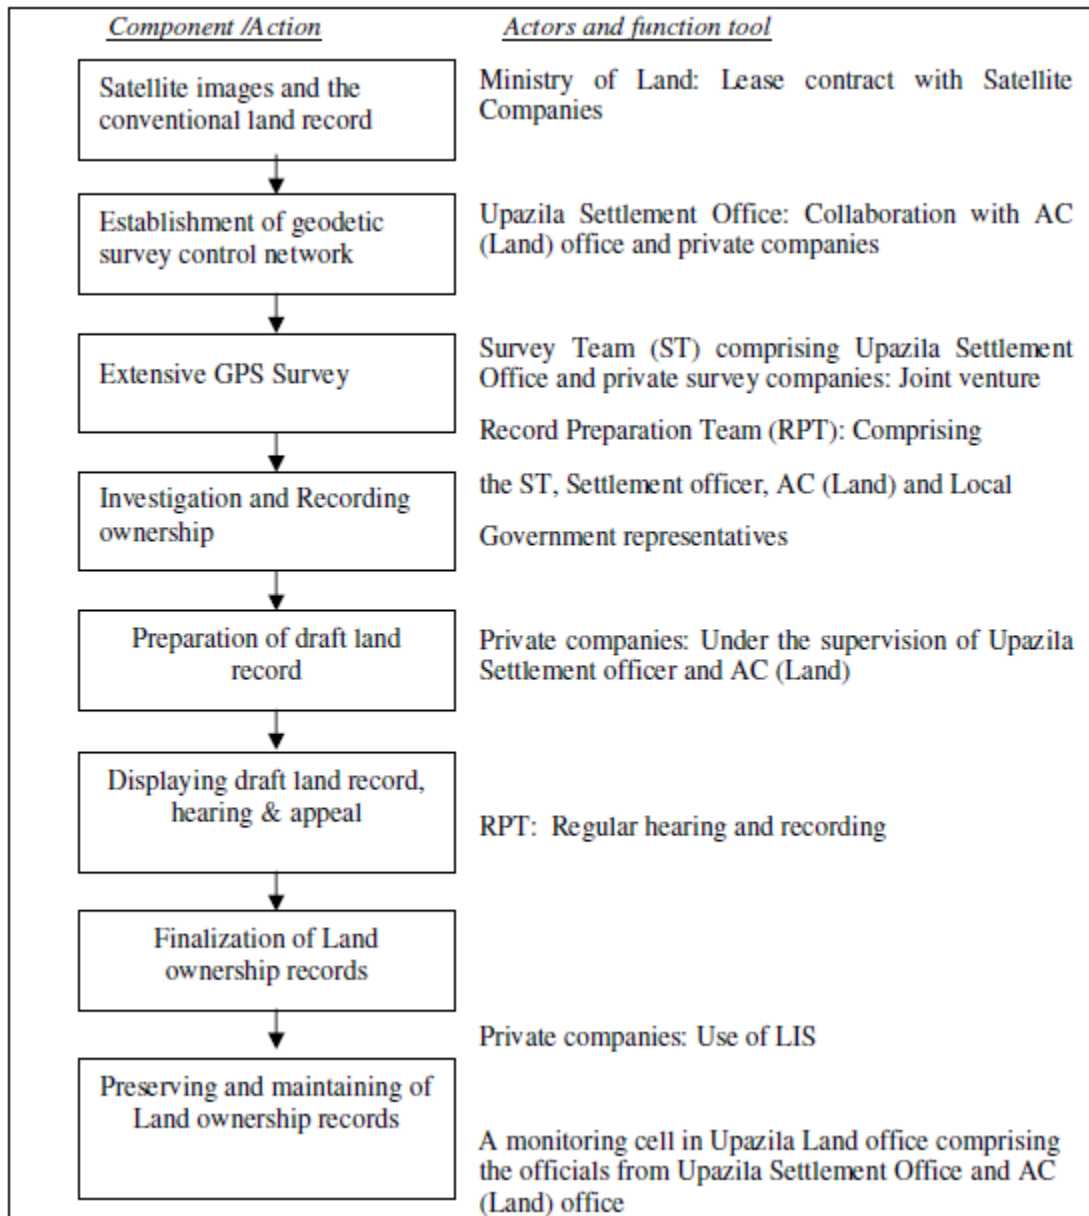 Component /Action
Actors and function tool
Satellite images and the
conventional land record
Ministry of Land: Lease contract with Satellite
Companies
Establishment of geodetic
survey control network
Upazila Settlement Office: Collaboration with AC
(Land) office and private companies
Extensive GPS Survey
Survey Team (ST) comprising Upazila Settlement
Office and private survey companies: Joint venture
Investigation and Recording
ownership
Record Preparation Team (RPT): Comprising
the ST, Settlement officer, AC (Land) and Local
Government representatives
Preparation of draft land
record
Private companies: Under the supervision of Upazila
Settlement officer and AC (Land)
Displaying draft land record,
hearing & appeal
RPT: Regular hearing and recording
Finalization of Land
ownership records
Private companies: Use of LIS
Preserving and maintaining of
Land ownership records
A monitoring cell in Upazila Land office comprising
the officials from Upazila Settlement Office and AC
(Land) office